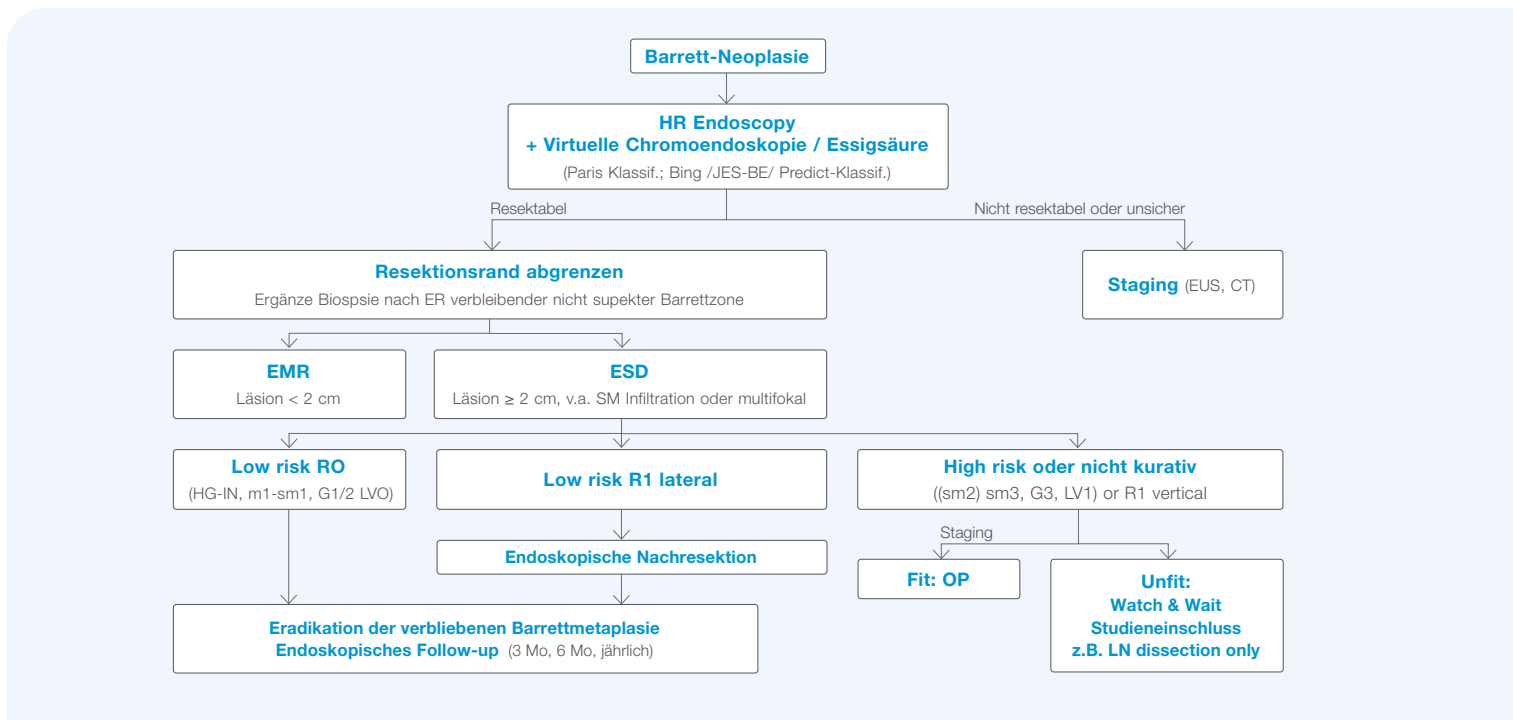 Barrett-Neoplasie
HR Endoscopy
+ Virtuelle Chromoendoskopie / Essigsäure
(Paris Klassif.; Bing /JES-BE/ Predict-Klassif.)
Resektabel
Nicht resektabel oder unsicher
Resektionsrand abgrenzen
Ergänze Biospsie nach ER verbleibender nicht supekter Barrettzone
Staging (EUS, CT)
EMR
Läsion < 2 cm
ESD
Läsion ≥ 2 cm, v.a. SM Infiltration oder multifokal
Low risk RO
(HG-IN, m1-sm1, G1/2 LVO)
Low risk R1 lateral
High risk oder nicht kurativ
((sm2) sm3, G3, LV1) or R1 vertical
Endoskopische Nachresektion
Staging
Fit: OP
Unfit:
Watch & Wait
Studieneinschluss
z.B. LN dissection only
Eradikation der verbliebenen Barrettmetaplasie
Endoskopisches Follow-up (3 Mo, 6 Mo, jährlich)